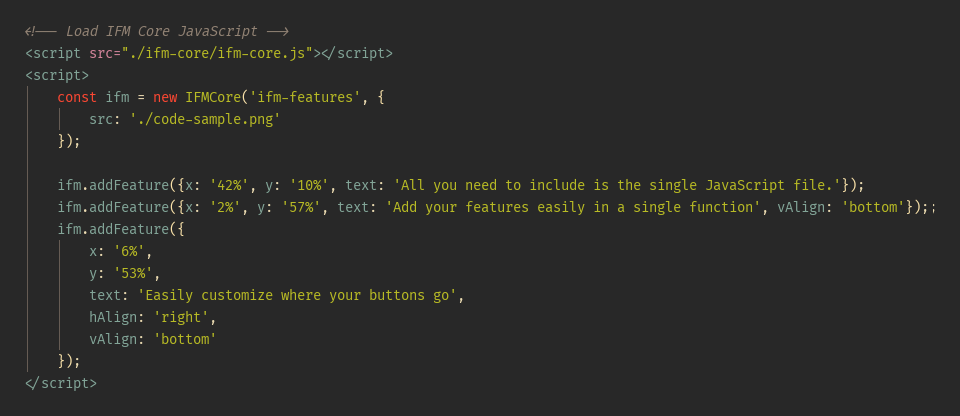 <!-- Load IFM Core JavaScript -->
<script src="./ifm-core/ifm-core.js"></script>
<script>
    const ifm = new IFMCore('ifm-features', {
        src: './code-sample.png'
    });

    ifm.addFeature({x: '42%', y: '10%', text: 'All you need to include is the single JavaScript file.'});
    ifm.addFeature({x: '2%', y: '57%', text: 'Add your features easily in a single function', vAlign: 'bottom'});;
    ifm.addFeature({
        x: '6%',
        y: '53%',
        text: 'Easily customize where your buttons go',
        hAlign: 'right',
        vAlign: 'bottom'
    });
</script>